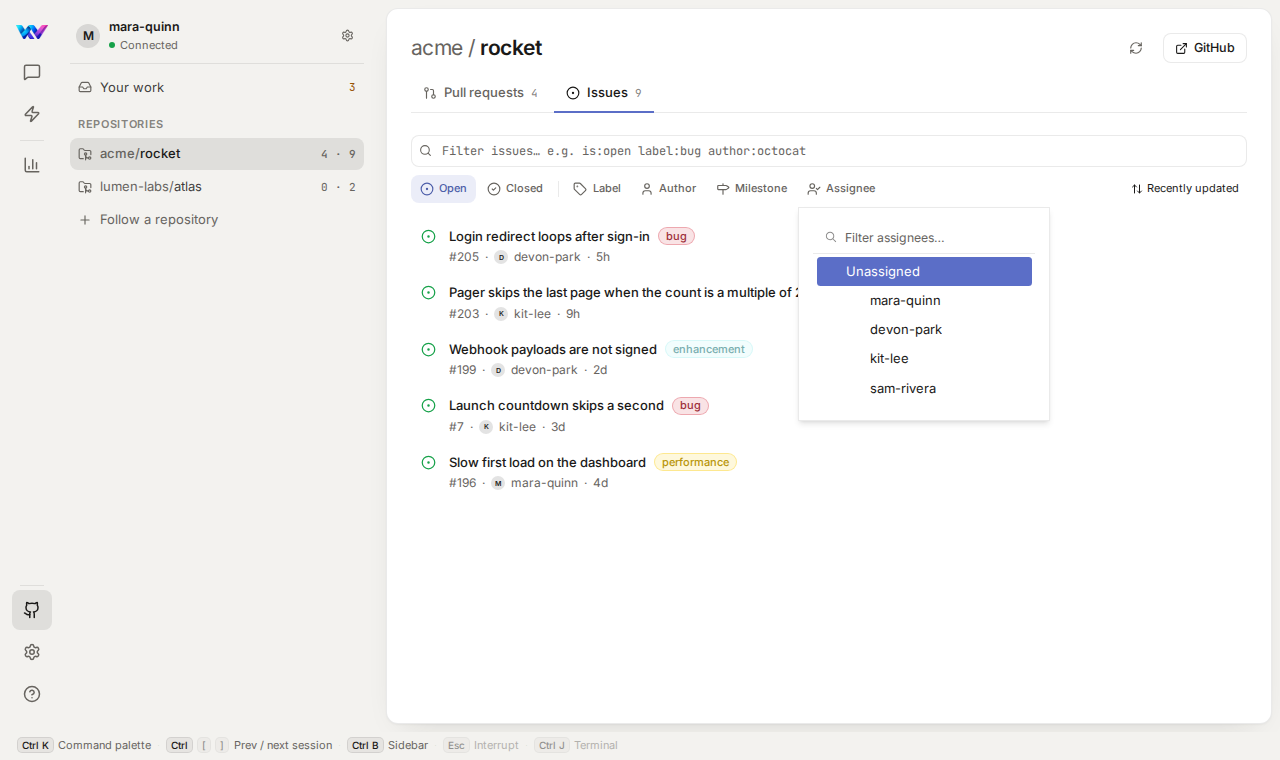 M
mara-quinn
Connected
Your work 3
REPOSITORIES
acme/rocket 4 · 9
lumen-labs/atlas 0 · 2
Follow a repository
acme / rocket
GitHub
Pull requests 4
Issues 9
Filter issues… e.g. is:open label:bug author:octocat
Open
Closed
Label
Author
Milestone
Assignee
Recently updated
Login redirect loops after sign-in bug
#205 · D devon-park · 5h
Pager skips the last page when the count is a multiple of
#203 · K kit-lee · 9h
Webhook payloads are not signed enhancement
#199 · D devon-park · 2d
Launch countdown skips a second bug
#7 · K kit-lee · 3d
Slow first load on the dashboard performance
#196 · M mara-quinn · 4d
Filter assignees...
Unassigned
mara-quinn
devon-park
kit-lee
sam-rivera
Ctrl K Command palette Ctrl [ ] Prev / next session Ctrl B Sidebar Esc Interrupt Ctrl J Terminal